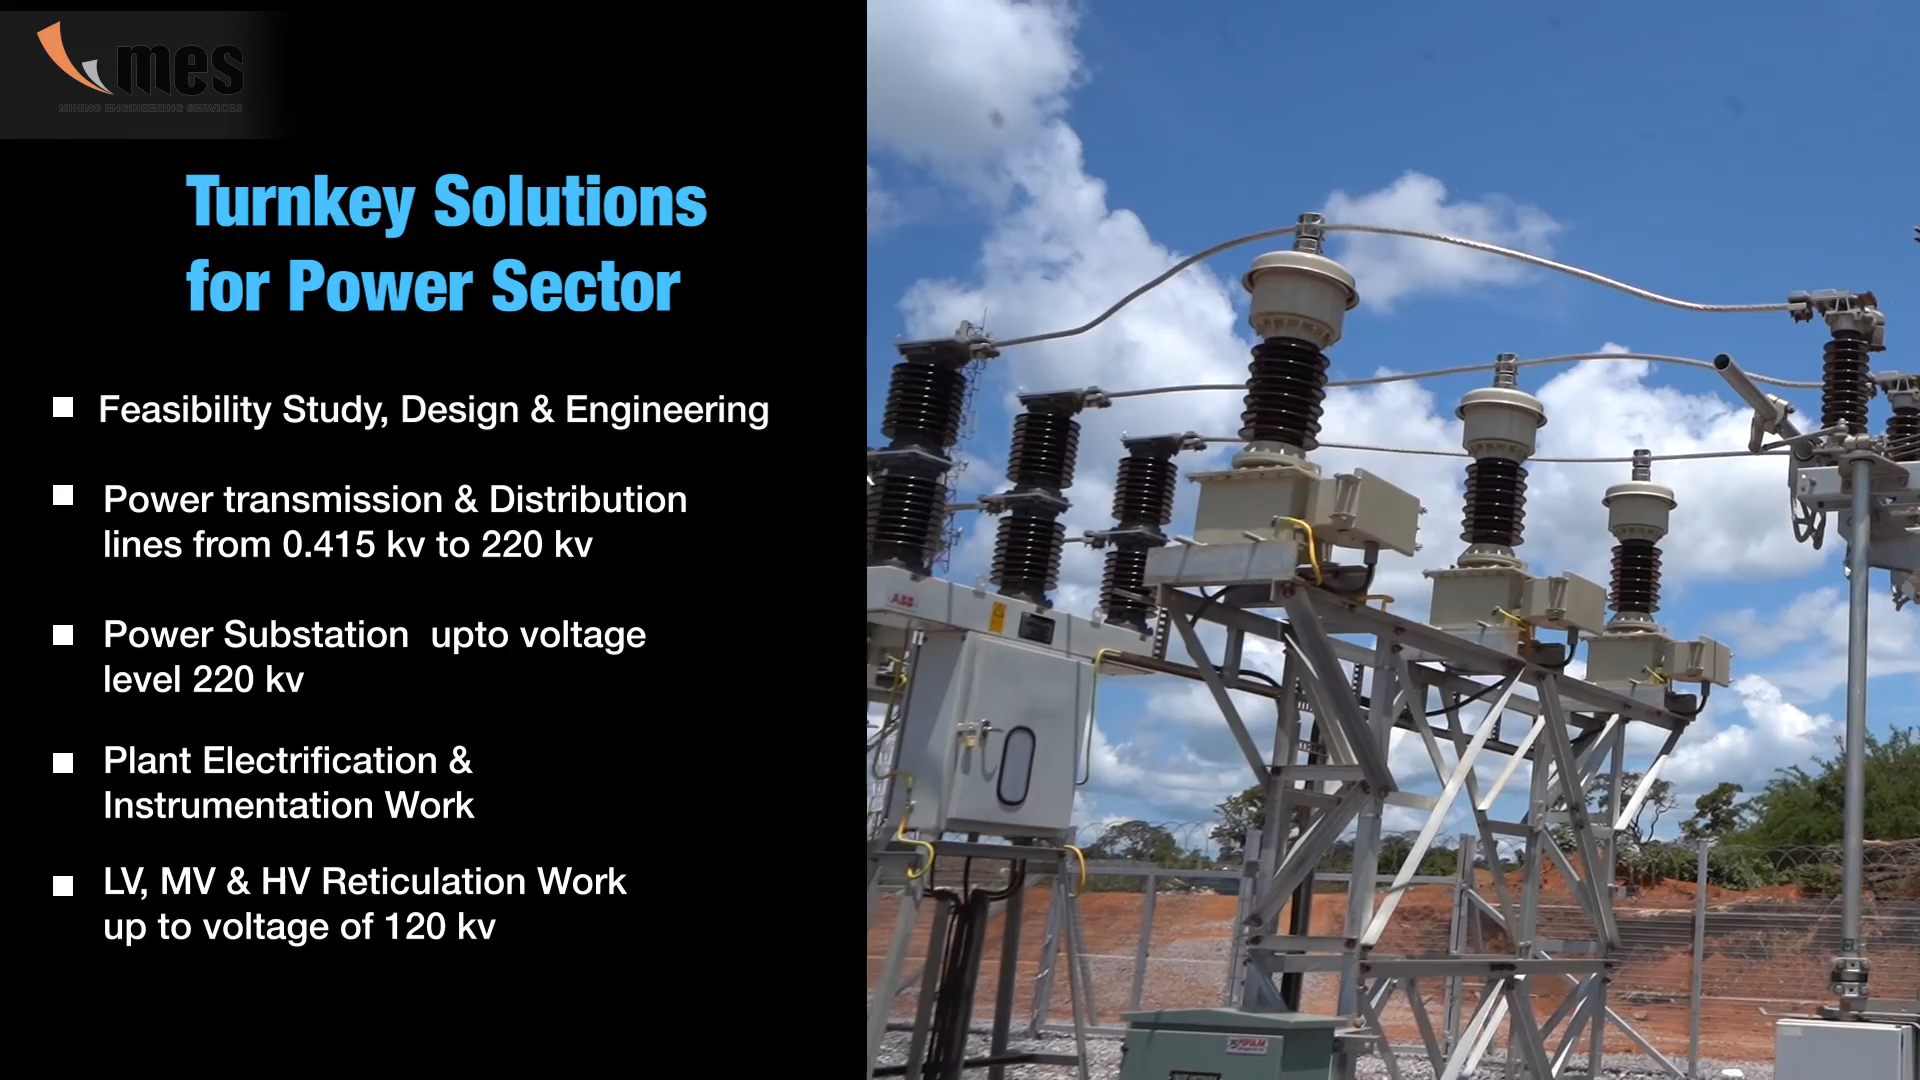 mes
MINING ENGINEERING SERVICES
Turnkey Solutions
for Power Sector
Feasibility Study, Design & Engineering
Power transmission & Distribution
lines from 0.415 kv to 220 kv
Power Substation  upto voltage
level 220 kv
Plant Electrification &
Instrumentation Work
LV, MV & HV Reticulation Work
up to voltage of 120 kv
ABB
POPULAR